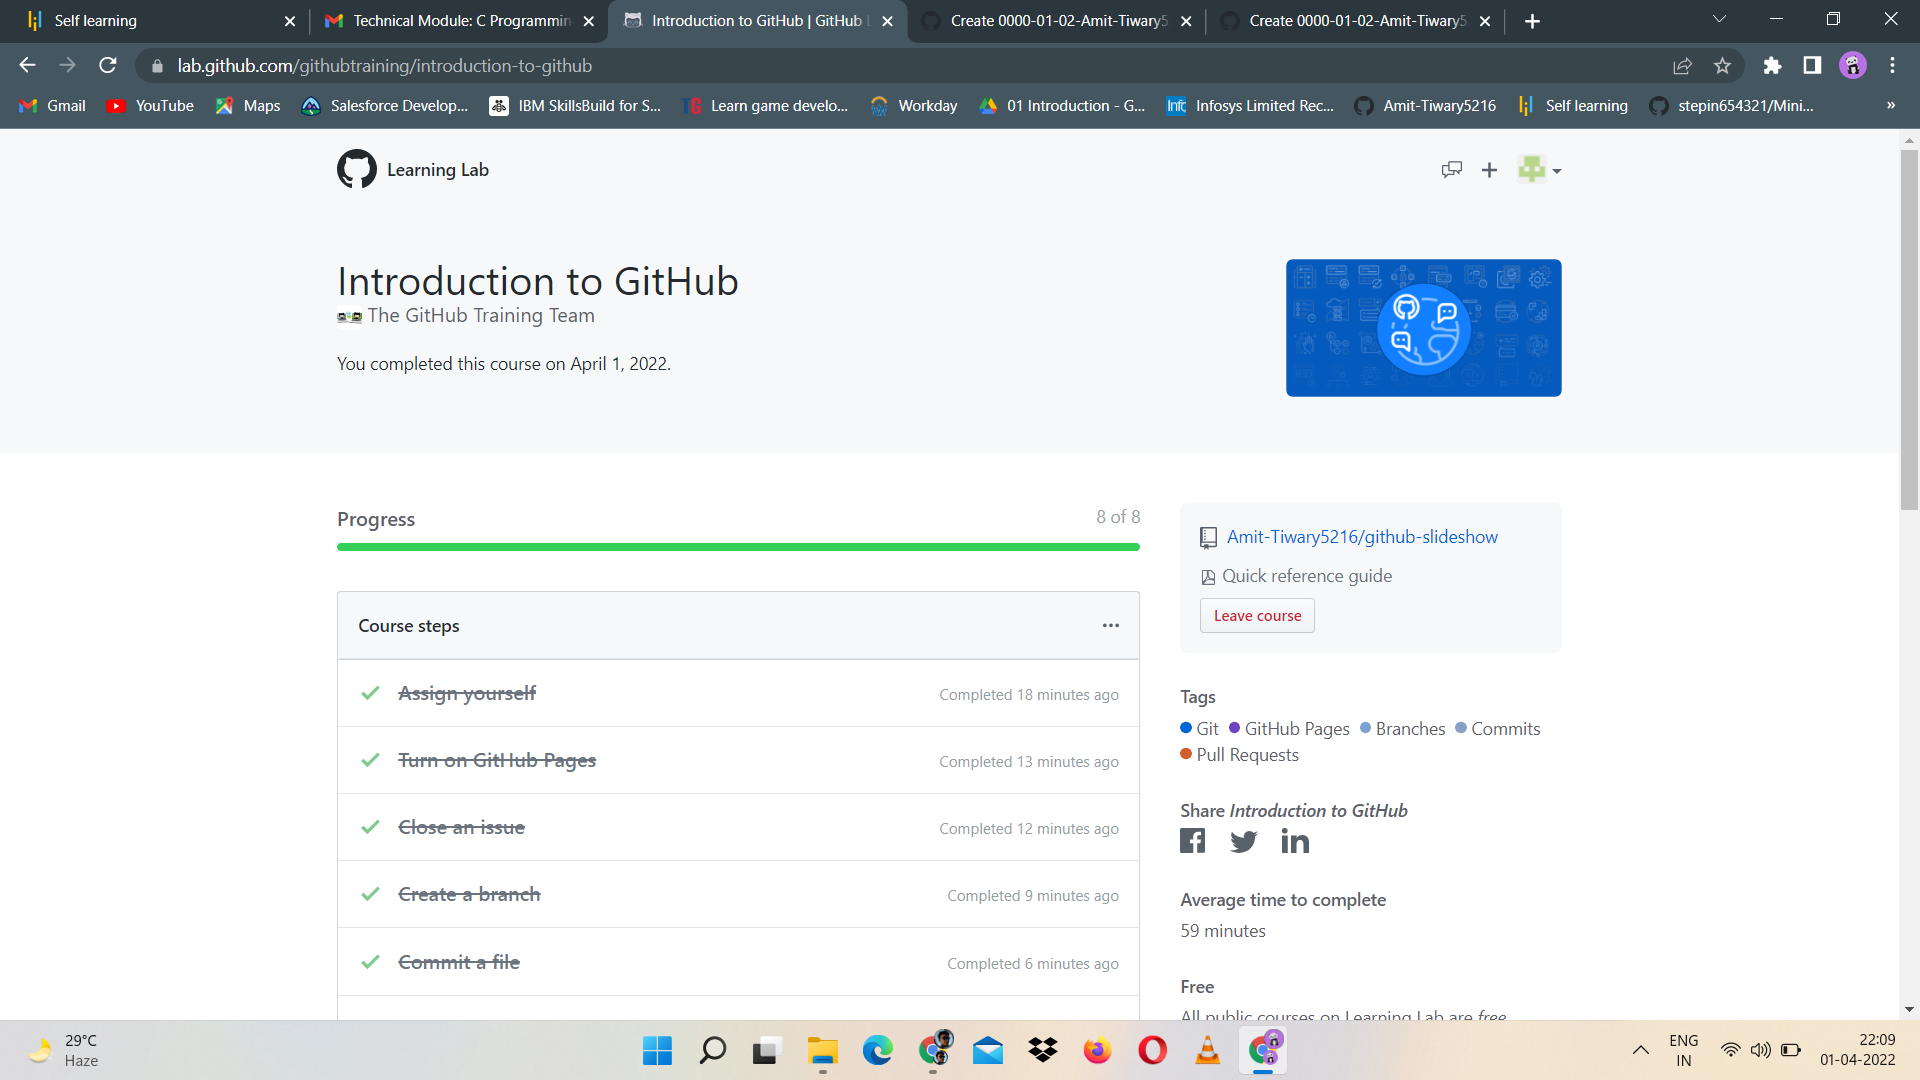 Self learning
Technical Module: C Programmin
Introduction to GitHub | GitHub L
Create 0000-01-02-Amit-Tiwary5
Create 0000-01-02-Amit-Tiwary5
lab.github.com/githubtraining/introduction-to-github
Gmail
YouTube
Maps
Salesforce Develop...
IBM SkillsBuild for S...
TG
Learn game develo...
Workday
01 Introduction - G...
Infosys Limited Rec...
Amit-Tiwary5216
Self learning
stepin654321/Mini...
»
Learning Lab
Introduction to GitHub
The GitHub Training Team
You completed this course on April 1, 2022.
Progress
8 of 8
Course steps
Assign yourself
Completed 18 minutes ago
Turn on GitHub Pages
Completed 13 minutes ago
Close an issue
Completed 12 minutes ago
Create a branch
Completed 9 minutes ago
Commit a file
Completed 6 minutes ago
Amit-Tiwary5216/github-slideshow
Quick reference guide
Leave course
Tags
Git GitHub Pages Branches Commits
Pull Requests
Share Introduction to GitHub
Average time to complete
59 minutes
Free
All public courses on Learning Lab are free
29°C
Haze
ENG
IN
22:09
01-04-2022